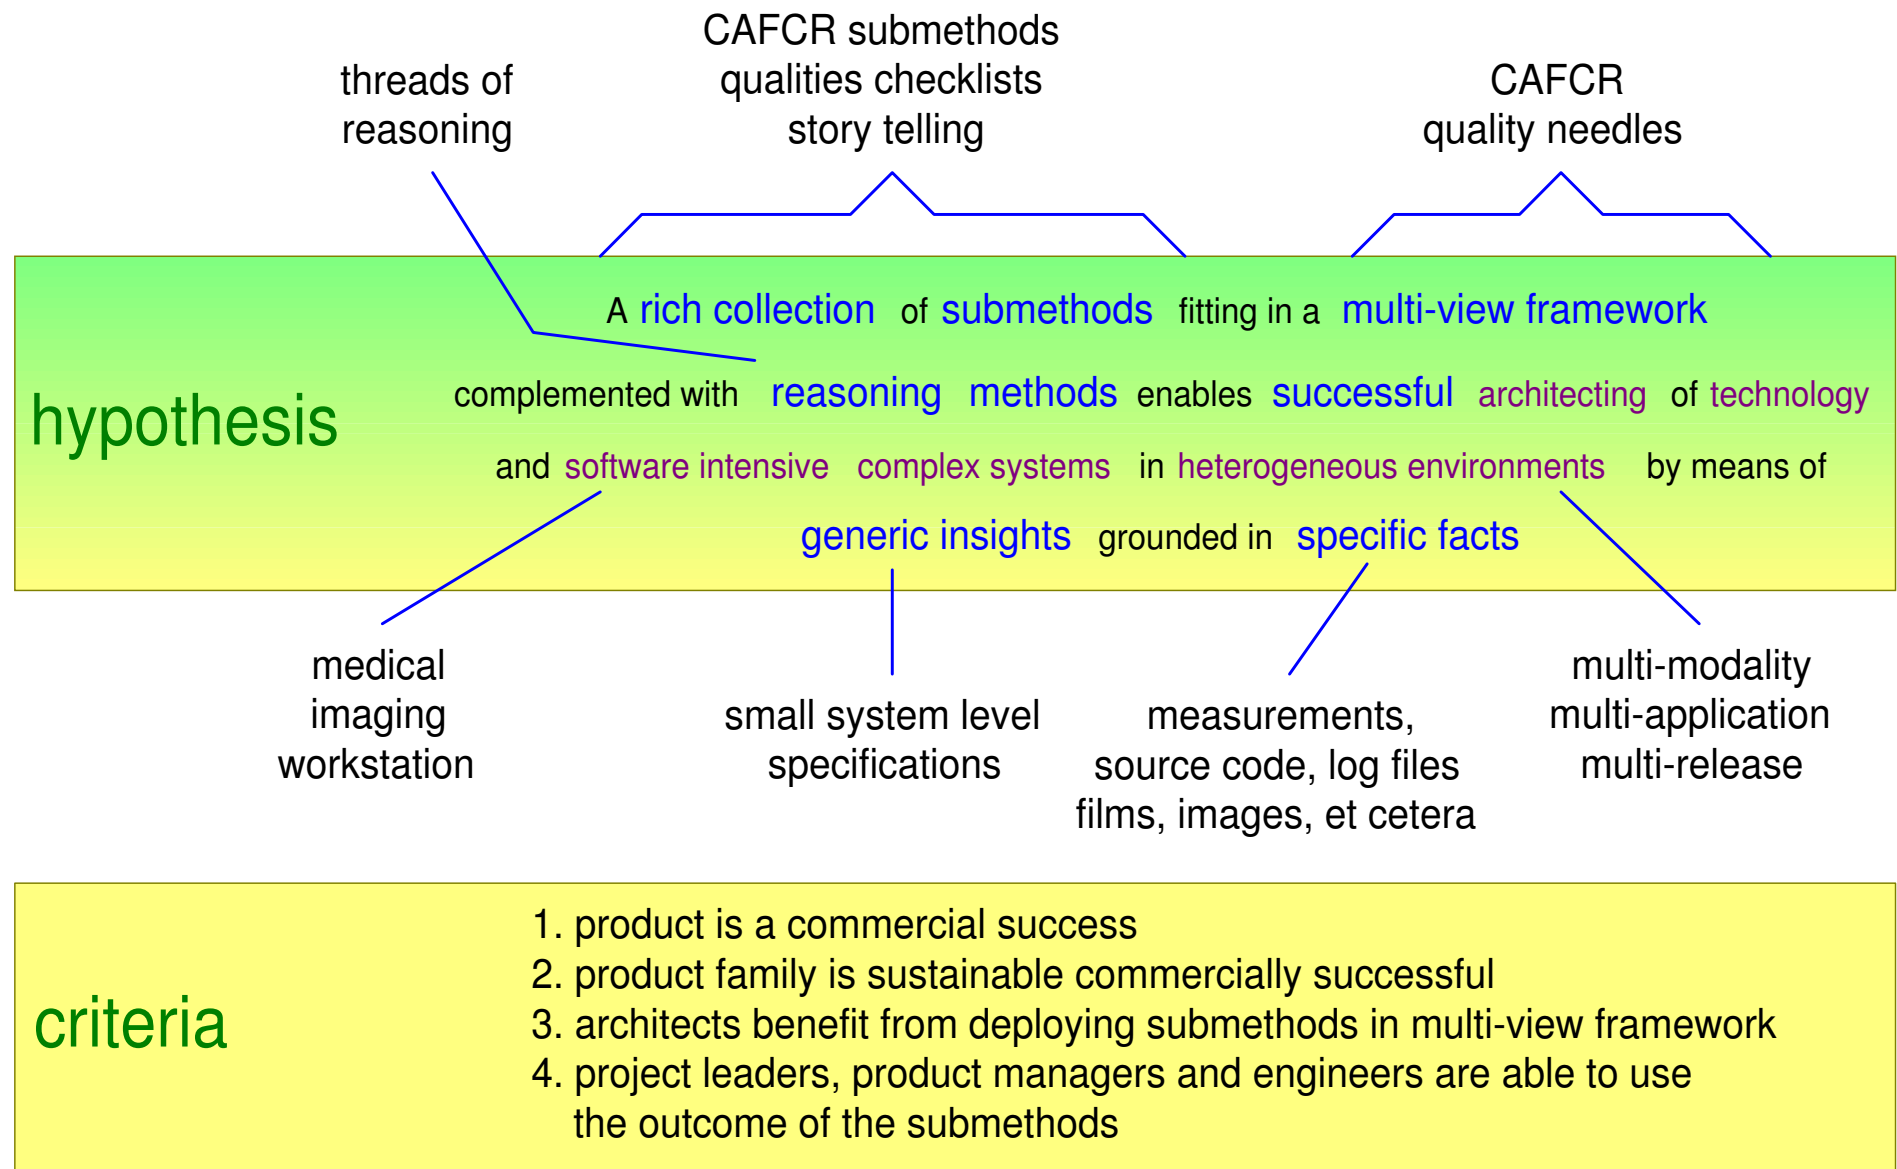 threads of
reasoning
CAFCR submethods
qualities checklists
story telling
CAFCR
quality needles
hypothesis
A rich collection of submethods fitting in a multi-view framework
complemented with reasoning methods enables successful architecting of technology
and software intensive complex systems in heterogeneous environments by means of
generic insights grounded in specific facts
medical
imaging
workstation
small system level
specifications
measurements,
source code, log files
films, images, et cetera
multi-modality
multi-application
multi-release
criteria
1. product is a commercial success
2. product family is sustainable commercially successful
3. architects benefit from deploying submethods in multi-view framework
4. project leaders, product managers and engineers are able to use
the outcome of the submethods